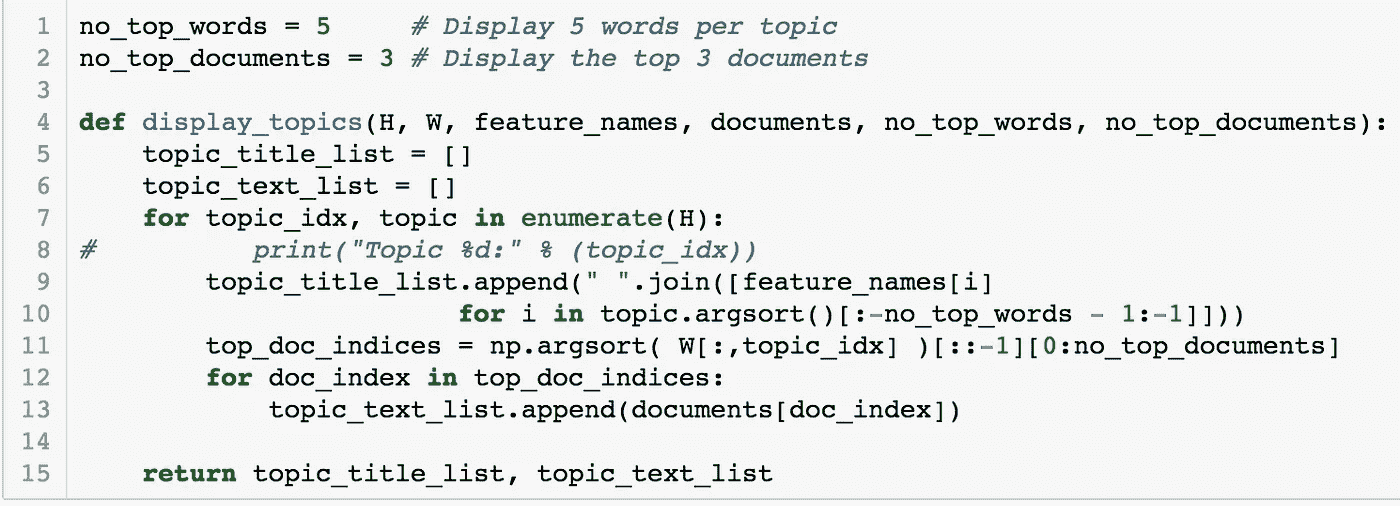 1 no_top_words = 5     # Display 5 words per topic
2 no_top_documents = 3 # Display the top 3 documents
3
4 def display_topics(H, W, feature_names, documents, no_top_words, no_top_documents):
5     topic_title_list = []
6     topic_text_list = []
7     for topic_idx, topic in enumerate(H):
8 #          print("Topic %d:" % (topic_idx))
9         topic_title_list.append(" ".join([feature_names[i]
10                         for i in topic.argsort()[:-no_top_words - 1:-1]]))
11         top_doc_indices = np.argsort( W[:,topic_idx] )[::-1][0:no_top_documents]
12         for doc_index in top_doc_indices:
13             topic_text_list.append(documents[doc_index])
14
15     return topic_title_list, topic_text_list